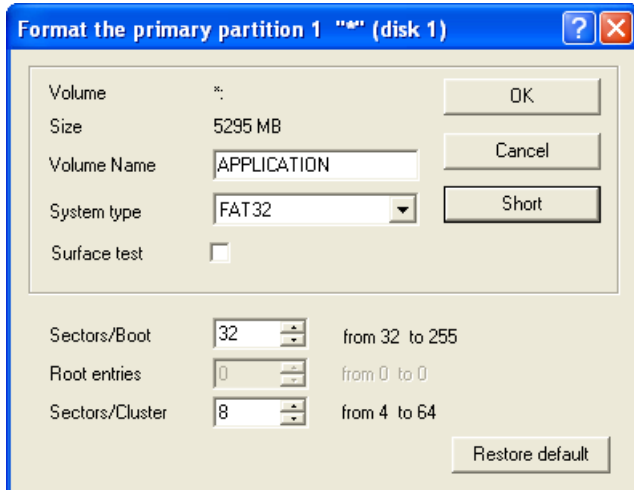 Format the primary partition 1 "*" (disk 1)
Volume *: OK
Size 5295 MB
Volume Name APPLICATION Cancel
System type FAT32 Short
Surface test
Sectors/Boot 32 from 32 to 255
Root entries 0 from 0 to 0
Sectors/Cluster 8 from 4 to 64
Restore default